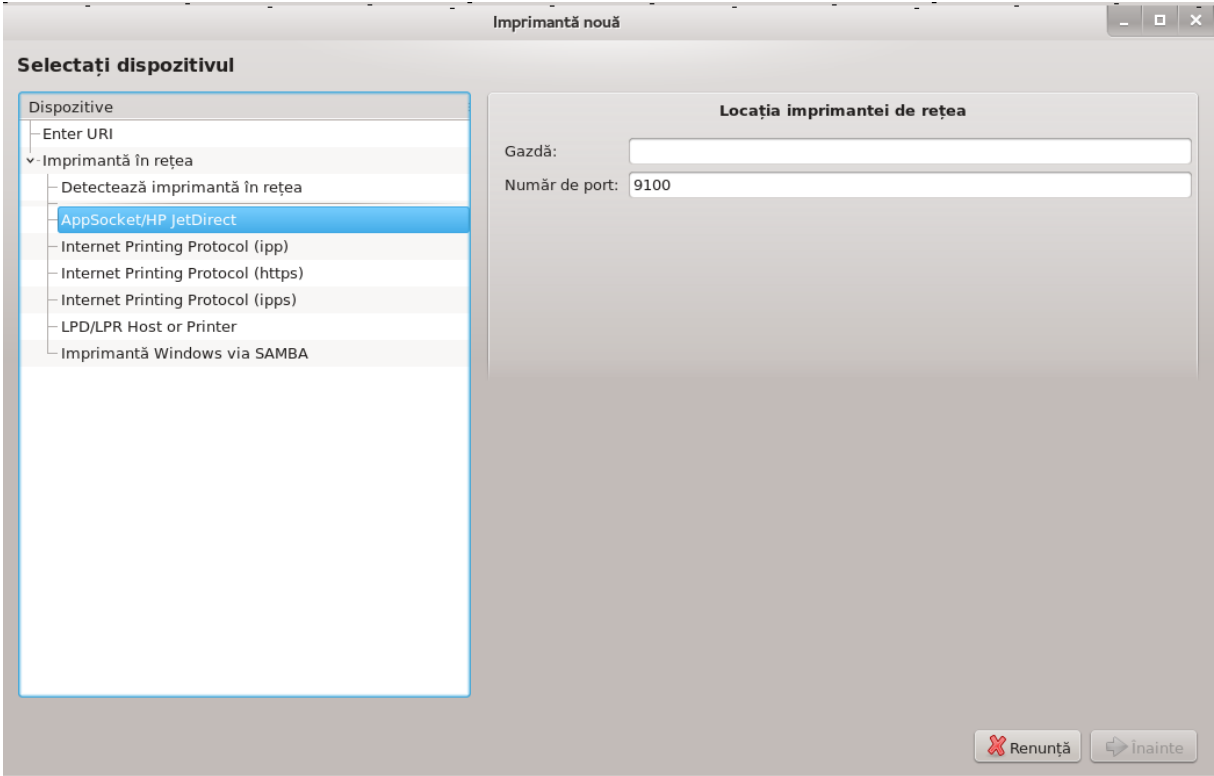 Imprimantă nouă
Selectați dispozitivul
Dispozitive
Enter URI
Imprimantă în rețea
Detectează imprimantă în rețea
AppSocket/HP JetDirect
Internet Printing Protocol (ipp)
Internet Printing Protocol (https)
Internet Printing Protocol (ipps)
LPD/LPR Host or Printer
Imprimantă Windows via SAMBA
Locația imprimantei de rețea
Gazdă:
Număr de port: 9100
Renunță
Înainte